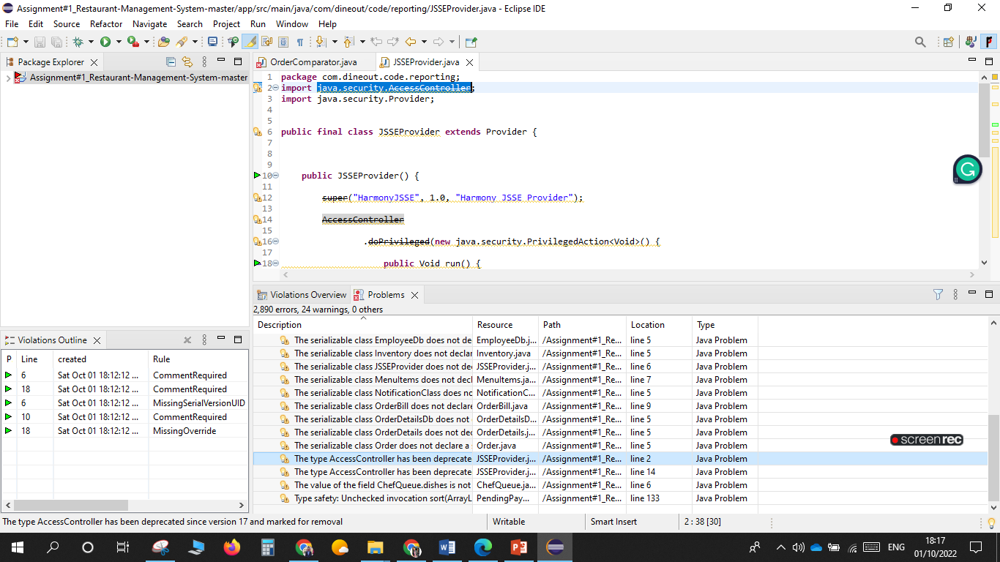 Assignment#1_Restaurant-Management-System-master/app/src/main/java/com/dineout/code/reporting/JSSEProvider.java - Eclipse IDE
File Edit Source Refactor Navigate Search Project Run Window Help
Package Explorer
Assignment#1_Restaurant-Management-System-master
OrderComparator.java JSSEProvider.java
1 package com.dineout.code.reporting;
2 import java.security.AccessController;
3 import java.security.Provider;
4
5
6 public final class JSSEProvider extends Provider {
7
8
9
10 public JSSEProvider() {
11
12 super("HarmonyJSSE", 1.0, "Harmony JSSE Provider");
13
14 AccessController
15
16 .doPrivileged(new java.security.PrivilegedAction<Void>() {
17
18 public Void run() {
Violations Overview Problems
2,890 errors, 24 warnings, 0 others
Description Resource Path Location Type
The serializable class EmployeeDb does not de EmployeeDb.j... /Assignment#1_Re... line 5 Java Problem
The serializable class Inventory does not declar Inventory.java /Assignment#1_Re... line 5 Java Problem
The serializable class JSSEProvider does not dec JSSEProvider.j... /Assignment#1_Re... line 6 Java Problem
The serializable class MenuItems does not decl MenuItems.ja... /Assignment#1_Re... line 7 Java Problem
The serializable class NotificationClass does no NotificationC... /Assignment#1_Re... line 5 Java Problem
The serializable class OrderBill does not declare OrderBill.java /Assignment#1_Re... line 9 Java Problem
The serializable class OrderDetailsDb does not OrderDetailsD... /Assignment#1_Re... line 5 Java Problem
The serializable class OrderDetails does not dec OrderDetails.j... /Assignment#1_Re... line 5 Java Problem
The serializable class Order does not declare a Order.java /Assignment#1_Re... line 5 Java Problem
The type AccessController has been deprecate JSSEProvider.j... /Assignment#1_Re... line 2 Java Problem
The type AccessController has been deprecate JSSEProvider.j... /Assignment#1_Re... line 14 Java Problem
The value of the field ChefQueue.dishes is not ChefQueue.ja... /Assignment#1_Re... line 6 Java Problem
Type safety: Unchecked invocation sort(ArrayL PendingPay... /Assignment#1_Re... line 133 Java Problem
screenrec
Violations Outline
P Line created Rule
6 Sat Oct 01 18:12:12 ... CommentRequired
18 Sat Oct 01 18:12:12 ... CommentRequired
6 Sat Oct 01 18:12:12 ... MissingSerialVersionUID
10 Sat Oct 01 18:12:12 ... CommentRequired
18 Sat Oct 01 18:12:12 ... MissingOverride
The type AccessController has been deprecated since version 17 and marked for removal Writable Smart Insert 2 : 38 [30]
ENG 18:17
01/10/2022